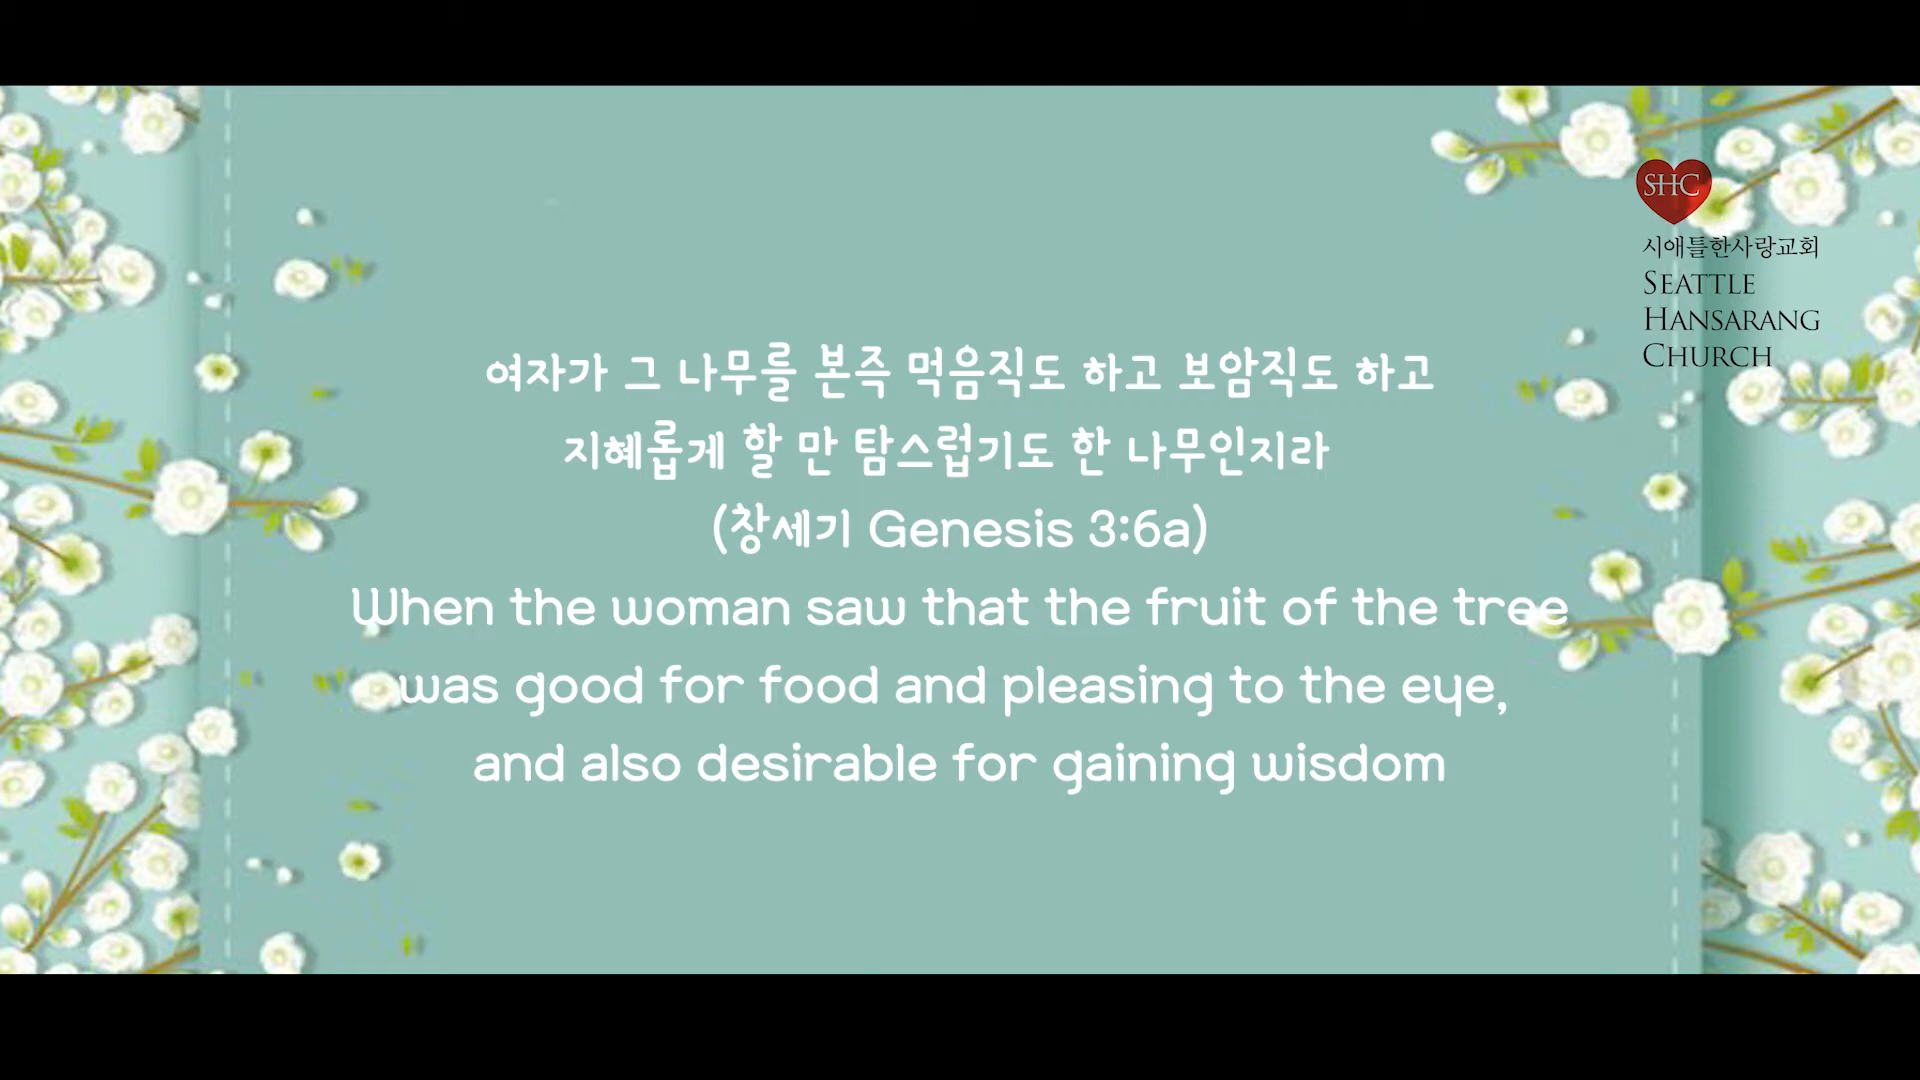 SHC
시애틀한사랑교회
SEATTLE
HANSARANG
CHURCH
여자가 그 나무를 본즉 먹음직도 하고 보암직도 하고
지혜롭게 할 만 탐스럽기도 한 나무인지라
(창세기 Genesis 3:6a)
When the woman saw that the fruit of the tree
was good for food and pleasing to the eye,
and also desirable for gaining wisdom